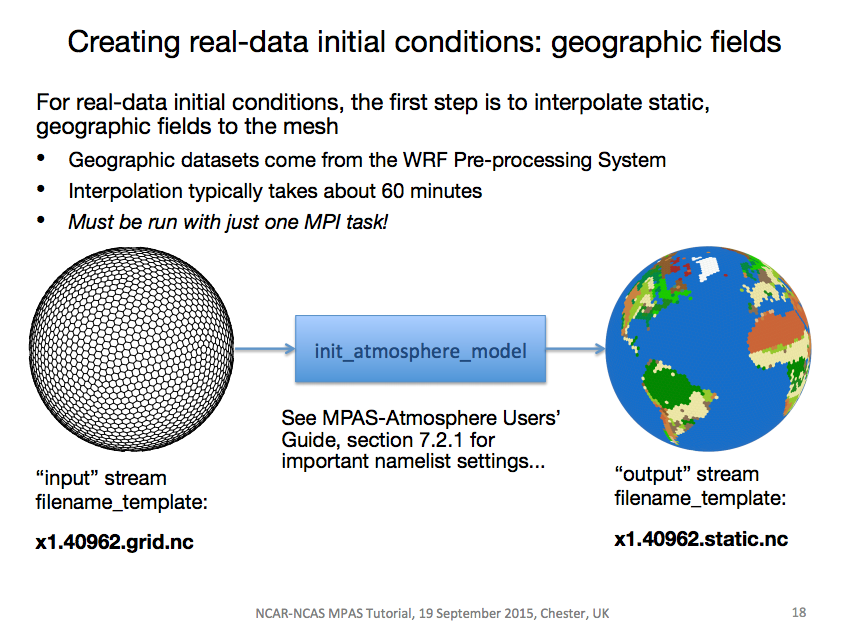 Creating real-data initial conditions: geographic fields
For real-data initial conditions, the first step is to interpolate static,
geographic fields to the mesh
• Geographic datasets come from the WRF Pre-processing System
• Interpolation typically takes about 60 minutes
• Must be run with just one MPI task!
init_atmosphere_model
See MPAS-Atmosphere Users’
Guide, section 7.2.1 for
important namelist settings...
“input” stream
filename_template:
x1.40962.grid.nc
“output” stream
filename_template:
x1.40962.static.nc
NCAR-NCAS MPAS Tutorial, 19 September 2015, Chester, UK
18